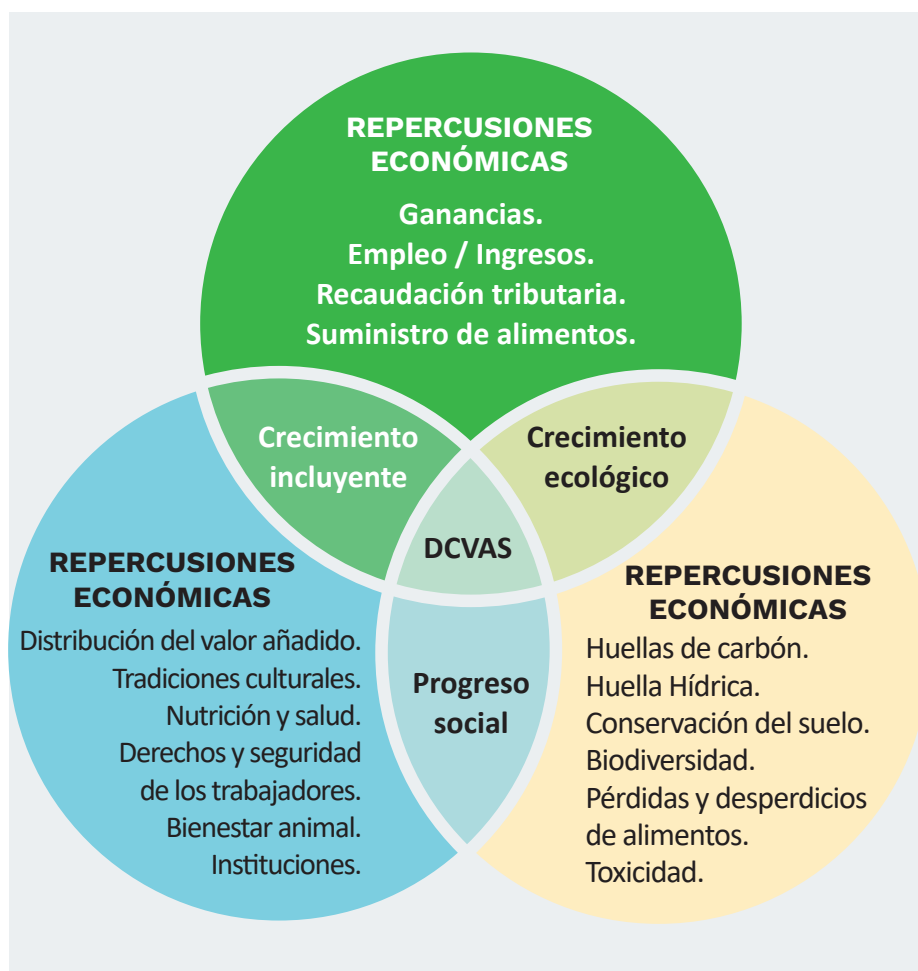 REPERCUSIONES
ECONÓMICAS
Ganancias.
Empleo / Ingresos.
Recaudación tributaria.
Suministro de alimentos.
Crecimiento
incluyente
Crecimiento
ecológico
DCVAS
REPERCUSIONES
ECONÓMICAS
Distribución del valor añadido.
Tradiciones culturales.
Nutrición y salud.
Derechos y seguridad
de los trabajadores.
Bienestar animal.
Instituciones.
Progreso
social
REPERCUSIONES
ECONÓMICAS
Huellas de carbón.
Huella Hídrica.
Conservación del suelo.
Biodiversidad.
Pérdidas y desperdicios
de alimentos.
Toxicidad.